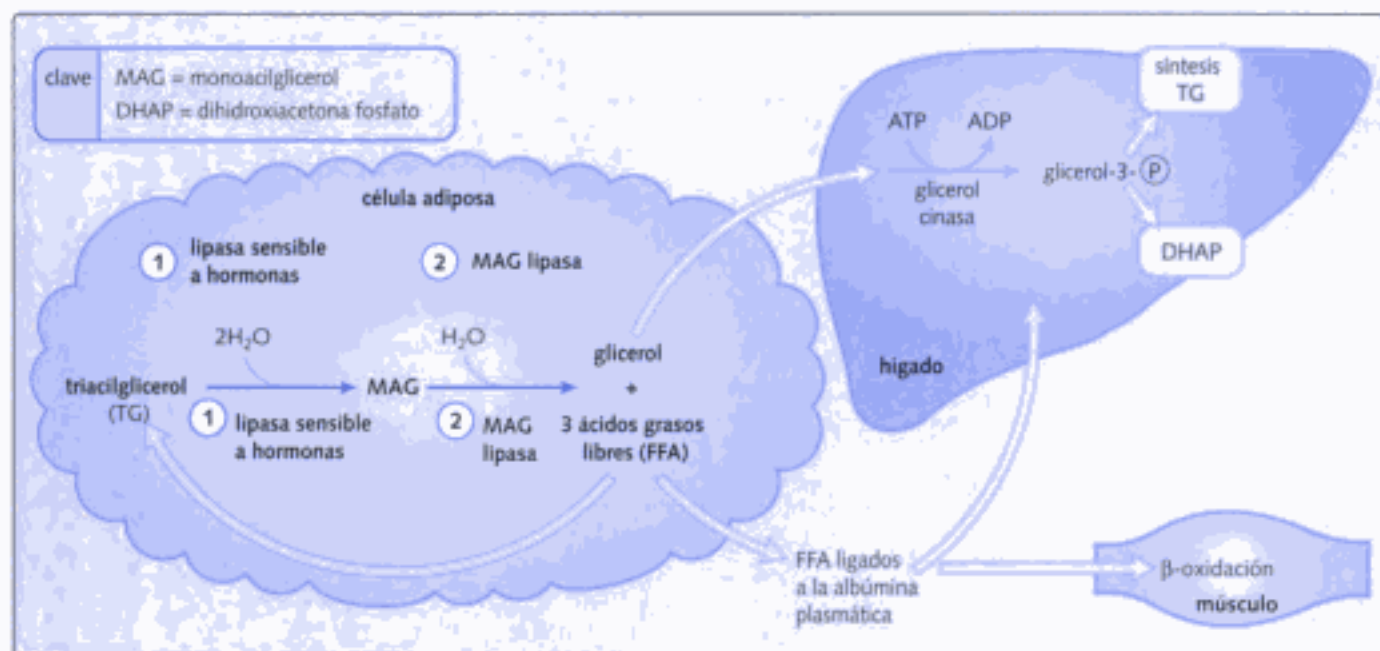 clave
MAG = monoacilglicerol
DHAP = dihidroxiacetona fosfato
célula adiposa
1 lipasa sensible
a hormonas
2 MAG lipasa
2H₂O
H₂O
triacilglicerol
(TG)
1 lipasa sensible
a hormonas
MAG
2 MAG
lipasa
glicerol
+
3 ácidos grasos
libres (FFA)
FFA ligados
a la albúmina
plasmática
síntesis
TG
ATP ADP
glicerol
cinasa
glicerol-3-P
DHAP
hígado
β-oxidación
músculo